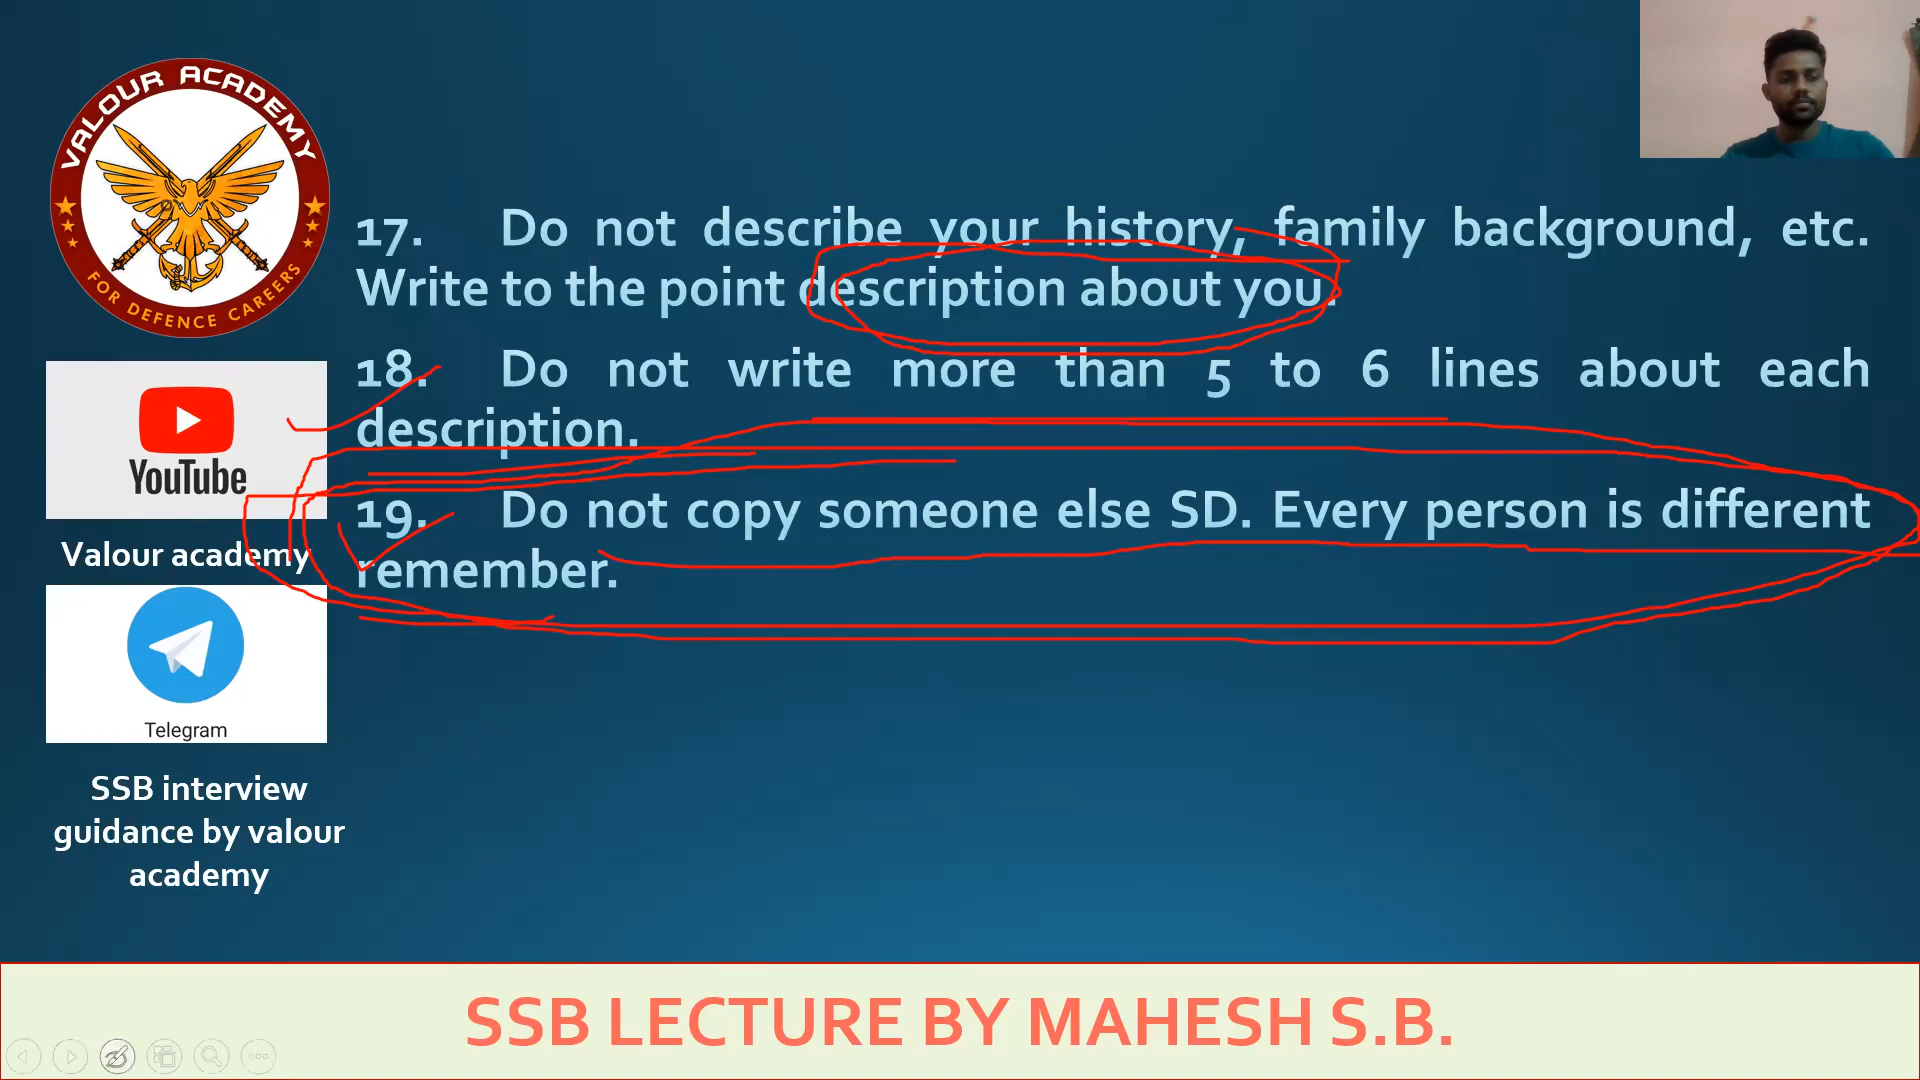 VALOUR ACADEMY
FOR DEFENCE CAREERS
17. Do not describe your history, family background, etc.
Write to the point description about you.
18. Do not write more than 5 to 6 lines about each
description.
19. Do not copy someone else SD. Every person is different
remember.
YouTube
Valour academy
Telegram
SSB interview
guidance by valour
academy
SSB LECTURE BY MAHESH S.B.